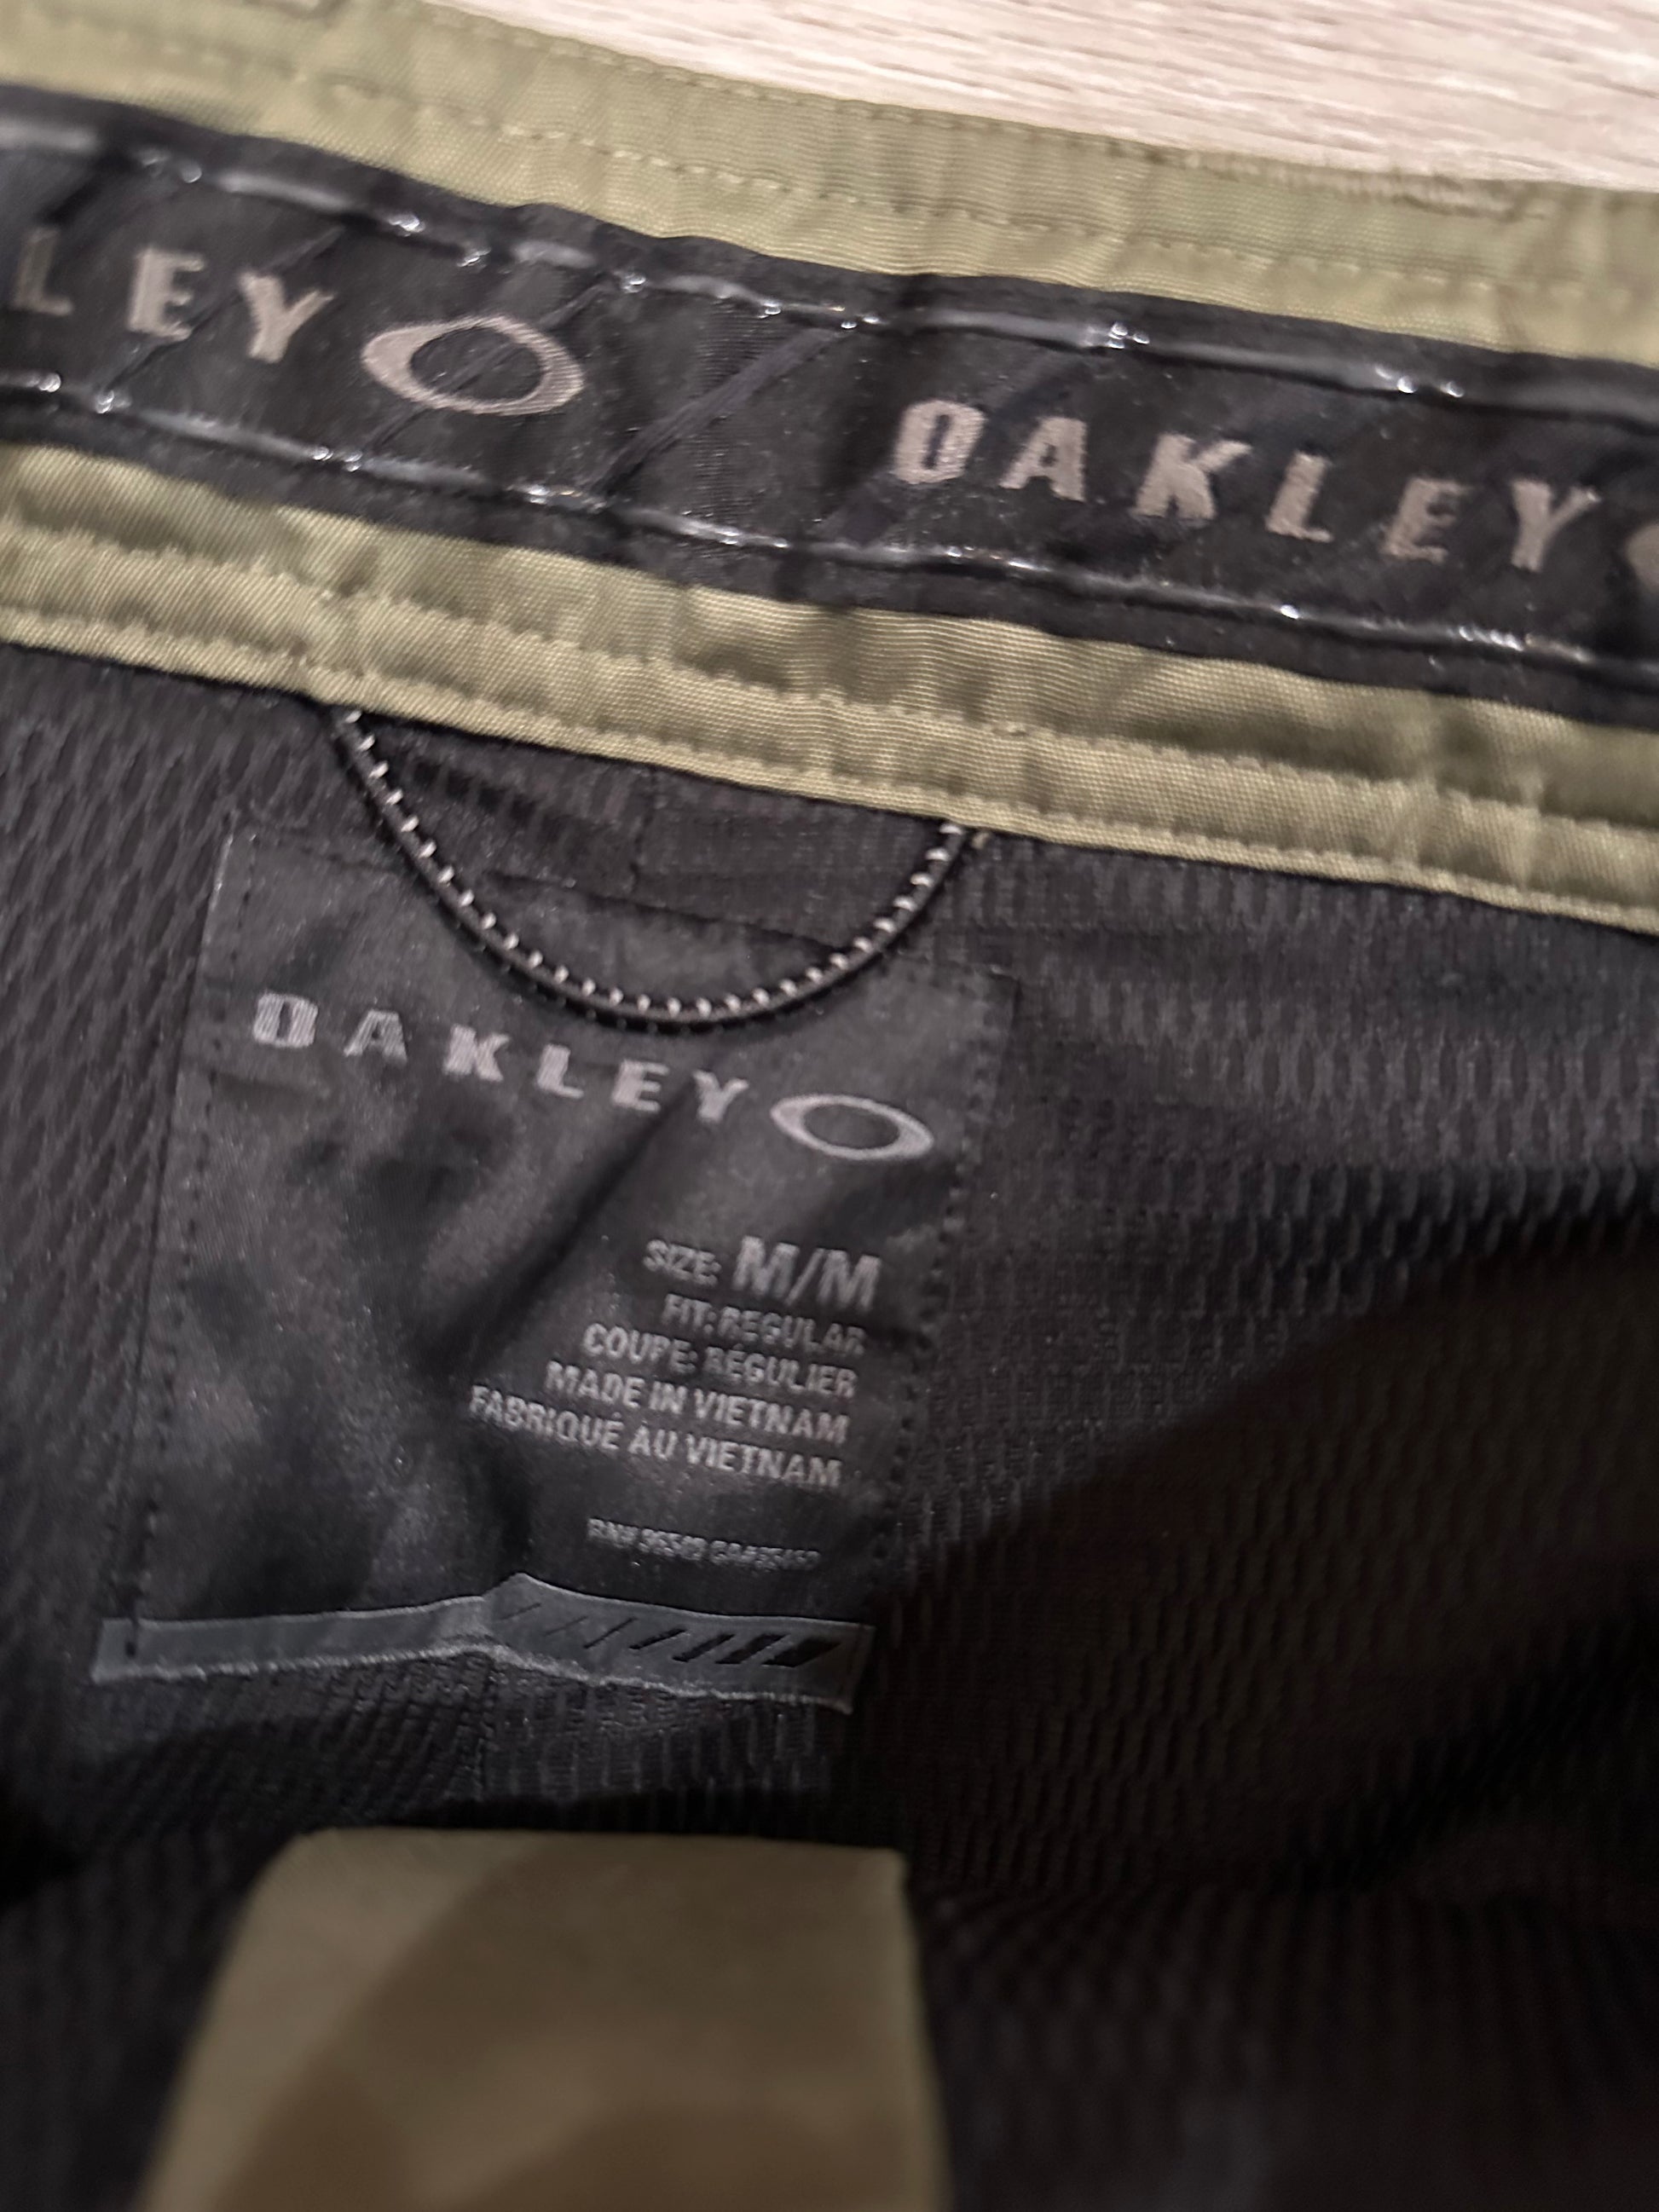 LEY OAKLEY
OAKLEY
SIZE: M/M
FIT: REGULAR
COUPE: RÉGULIER
MADE IN VIETNAM
FABRIQUÉ AU VIETNAM